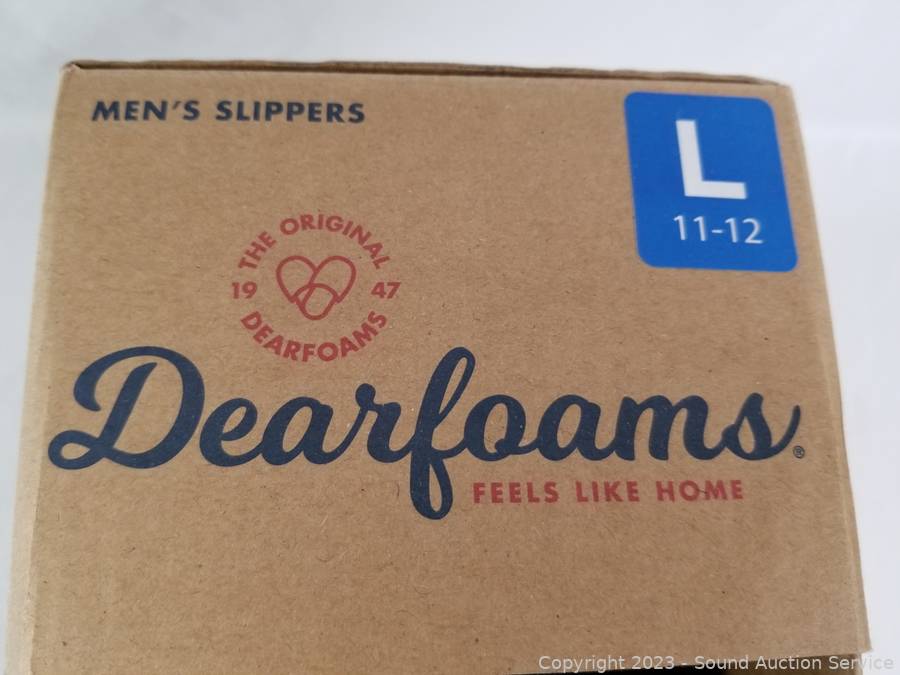 MEN'S SLIPPERS
L
11-12
THE ORIGINAL
19 47
DEARFOAMS
Dearfoams®
FEELS LIKE HOME
Copyright 2023 - Sound Auction Service